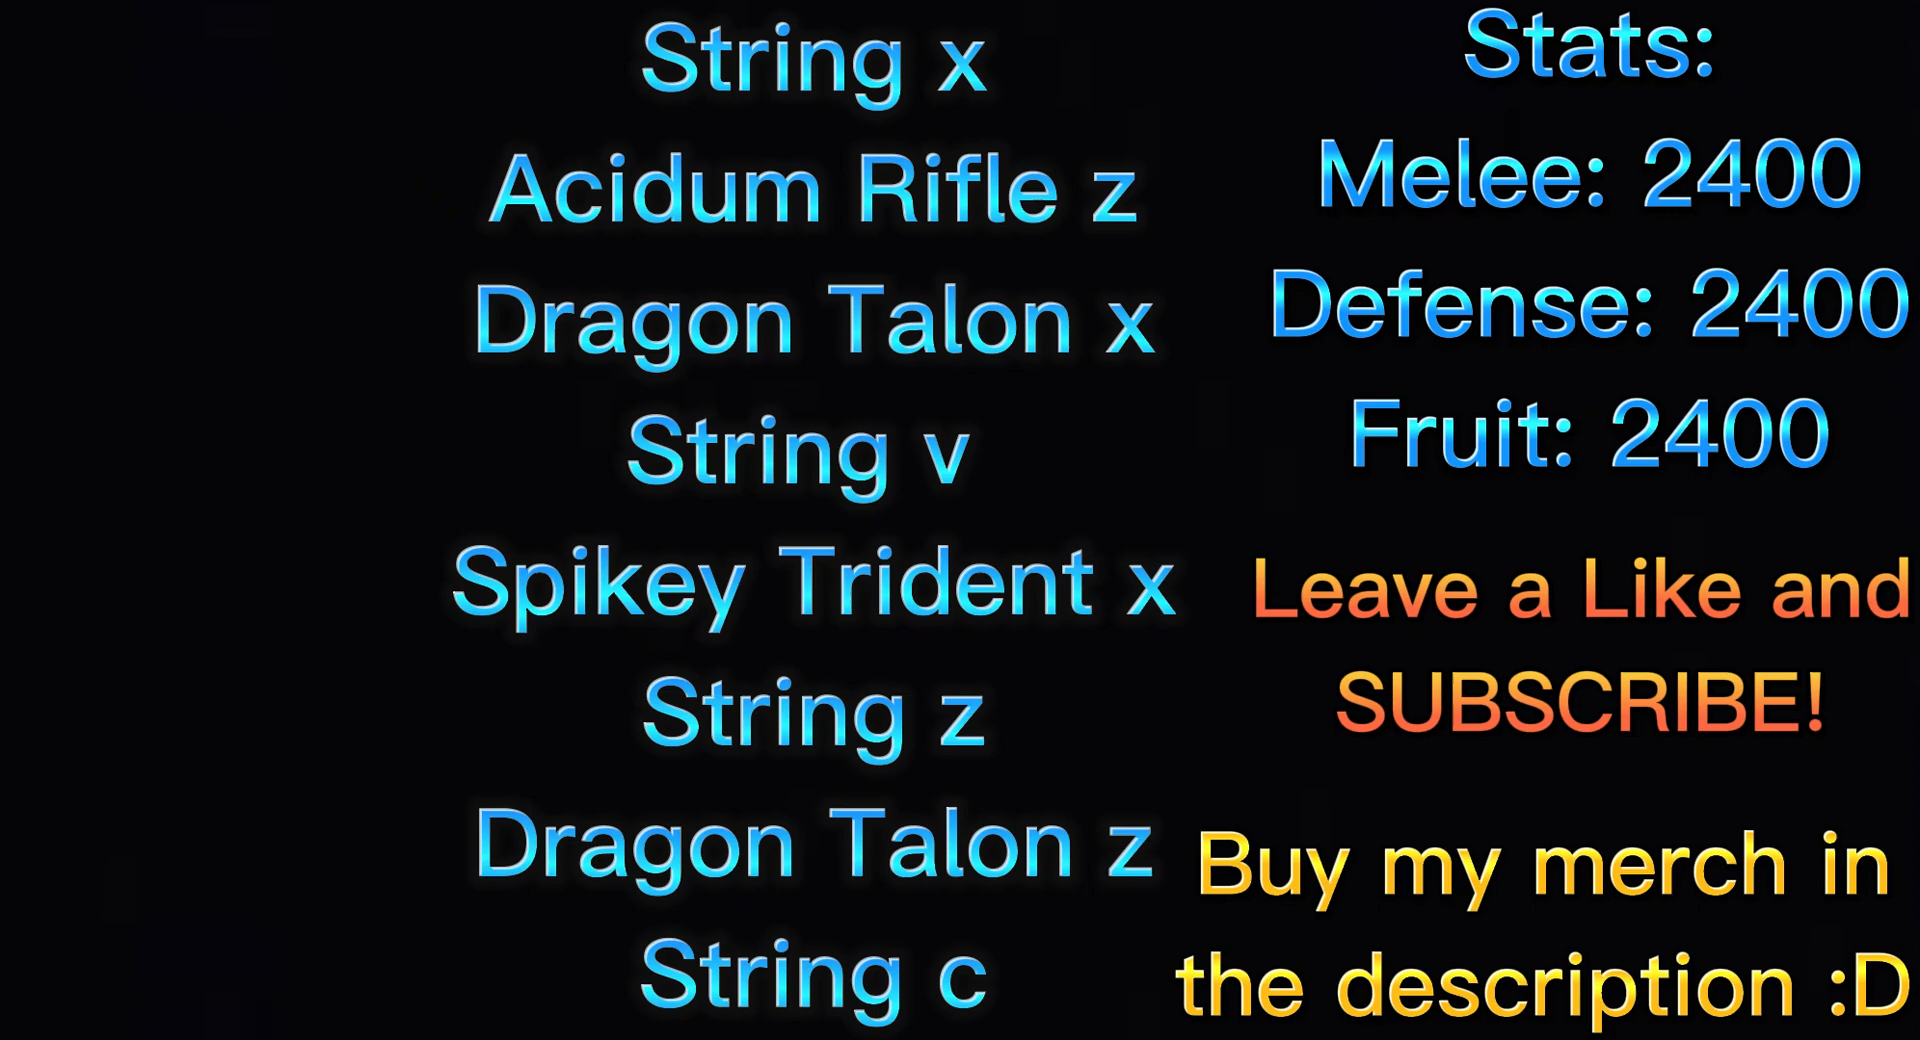 String x
Acidum Rifle z
Dragon Talon x
String v
Spikey Trident x
String z
Dragon Talon z
String c
Stats:
Melee: 2400
Defense: 2400
Fruit: 2400
Leave a Like and
SUBSCRIBE!
Buy my merch in
the description :D